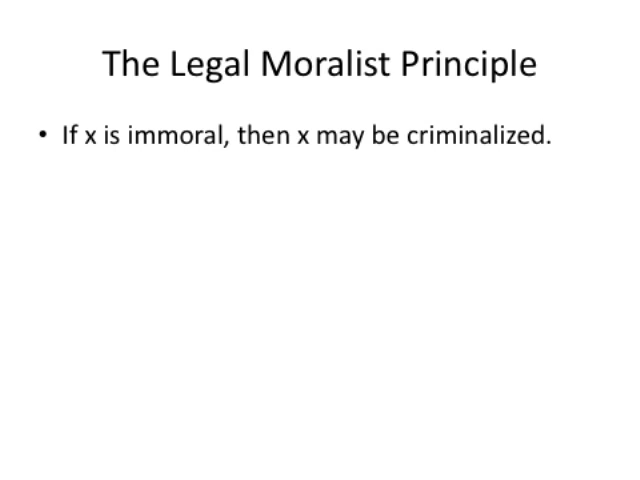 The Legal Moralist Principle
• If x is immoral, then x may be criminalized.